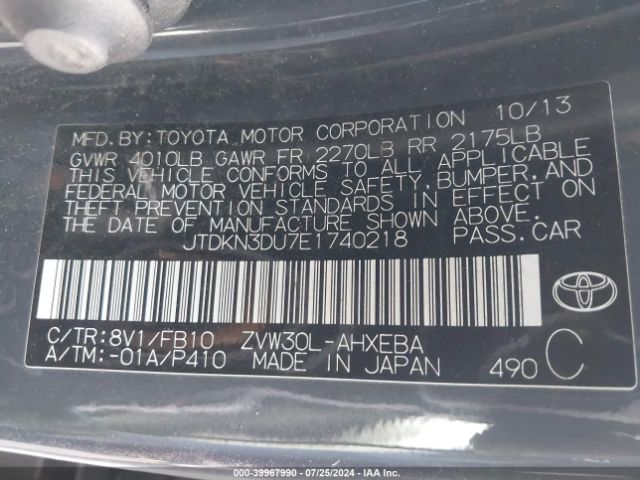 MFD.BY:TOYOTA MOTOR CORPORATION 10/13
GVWR 4010LB GAWR FR 2270LB RR 2175LB
THIS VEHICLE CONFORMS TO ALL APPLICABLE
FEDERAL MOTOR VEHICLE SAFETY,BUMPER,AND
THEFT PREVENTION STANDARDS IN EFFECT ON
THE DATE OF MANUFACTURE SHOWN ABOVE.
JTDKN3DU7E1740218 PASS.CAR
C/TR:8V1/FB10 ZVW30L-AHXEBA
A/TM:-01A/P410 MADE IN JAPAN 490 C
000-39967990 - 07/25/2024 - IAA Inc.